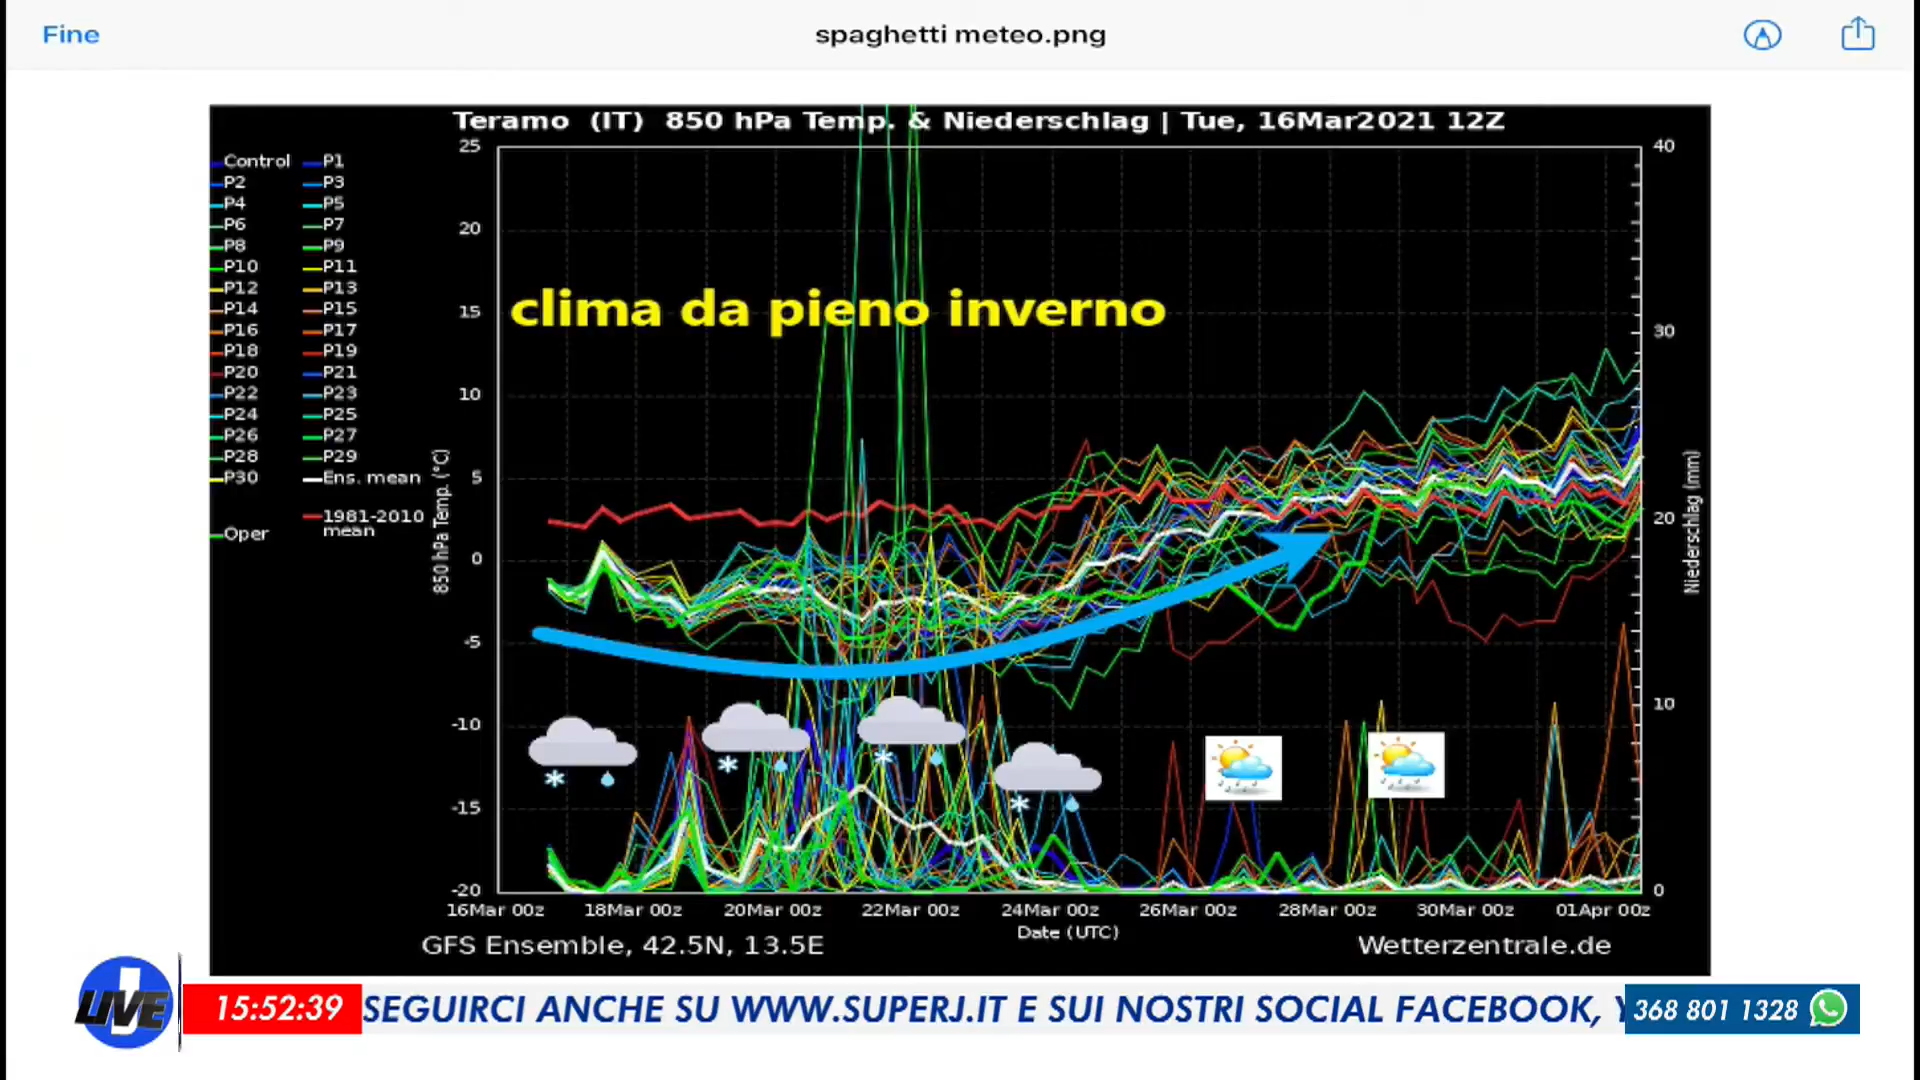 Fine
spaghetti meteo.png
Teramo (IT) 850 hPa Temp. & Niederschlag | Tue, 16Mar2021 12Z
Control P1
P2 P3
P4 P5
P6 P7
P8 P9
P10 P11
P12 P13
P14 P15
P16 P17
P18 P19
P20 P21
P22 P23
P24 P25
P26 P27
P28 P29
P30 Ens. mean
1981-2010
mean
Oper
850 hPa Temp. (°C)
25
20
15
10
5
0
-5
-10
-15
-20
clima da pieno inverno
40
30
20
10
0
Niederschlag (mm)
16Mar 00z 18Mar 00z 20Mar 00z 22Mar 00z 24Mar 00z 26Mar 00z 28Mar 00z 30Mar 00z 01Apr 00z
Date (UTC)
GFS Ensemble, 42.5N, 13.5E
Wetterzentrale.de
J
LIVE
15:52:39
SEGUIRCI ANCHE SU WWW.SUPERJ.IT E SUI NOSTRI SOCIAL FACEBOOK,
368 801 1328